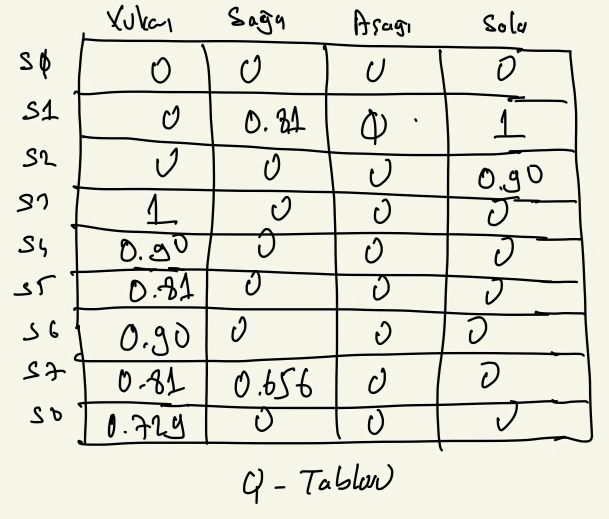 Yukarı Sağa Aşagı Sola
S0 0 0 0 0
S1 0 0.81 0 1
S2 0 0 0 0.90
S3 1 0 0 0
S4 0.90 0 0 0
S5 0.81 0 0 0
S6 0.90 0 0 0
S7 0.81 0.656 0 0
S8 0.729 0 0 0
Q - Tablosu